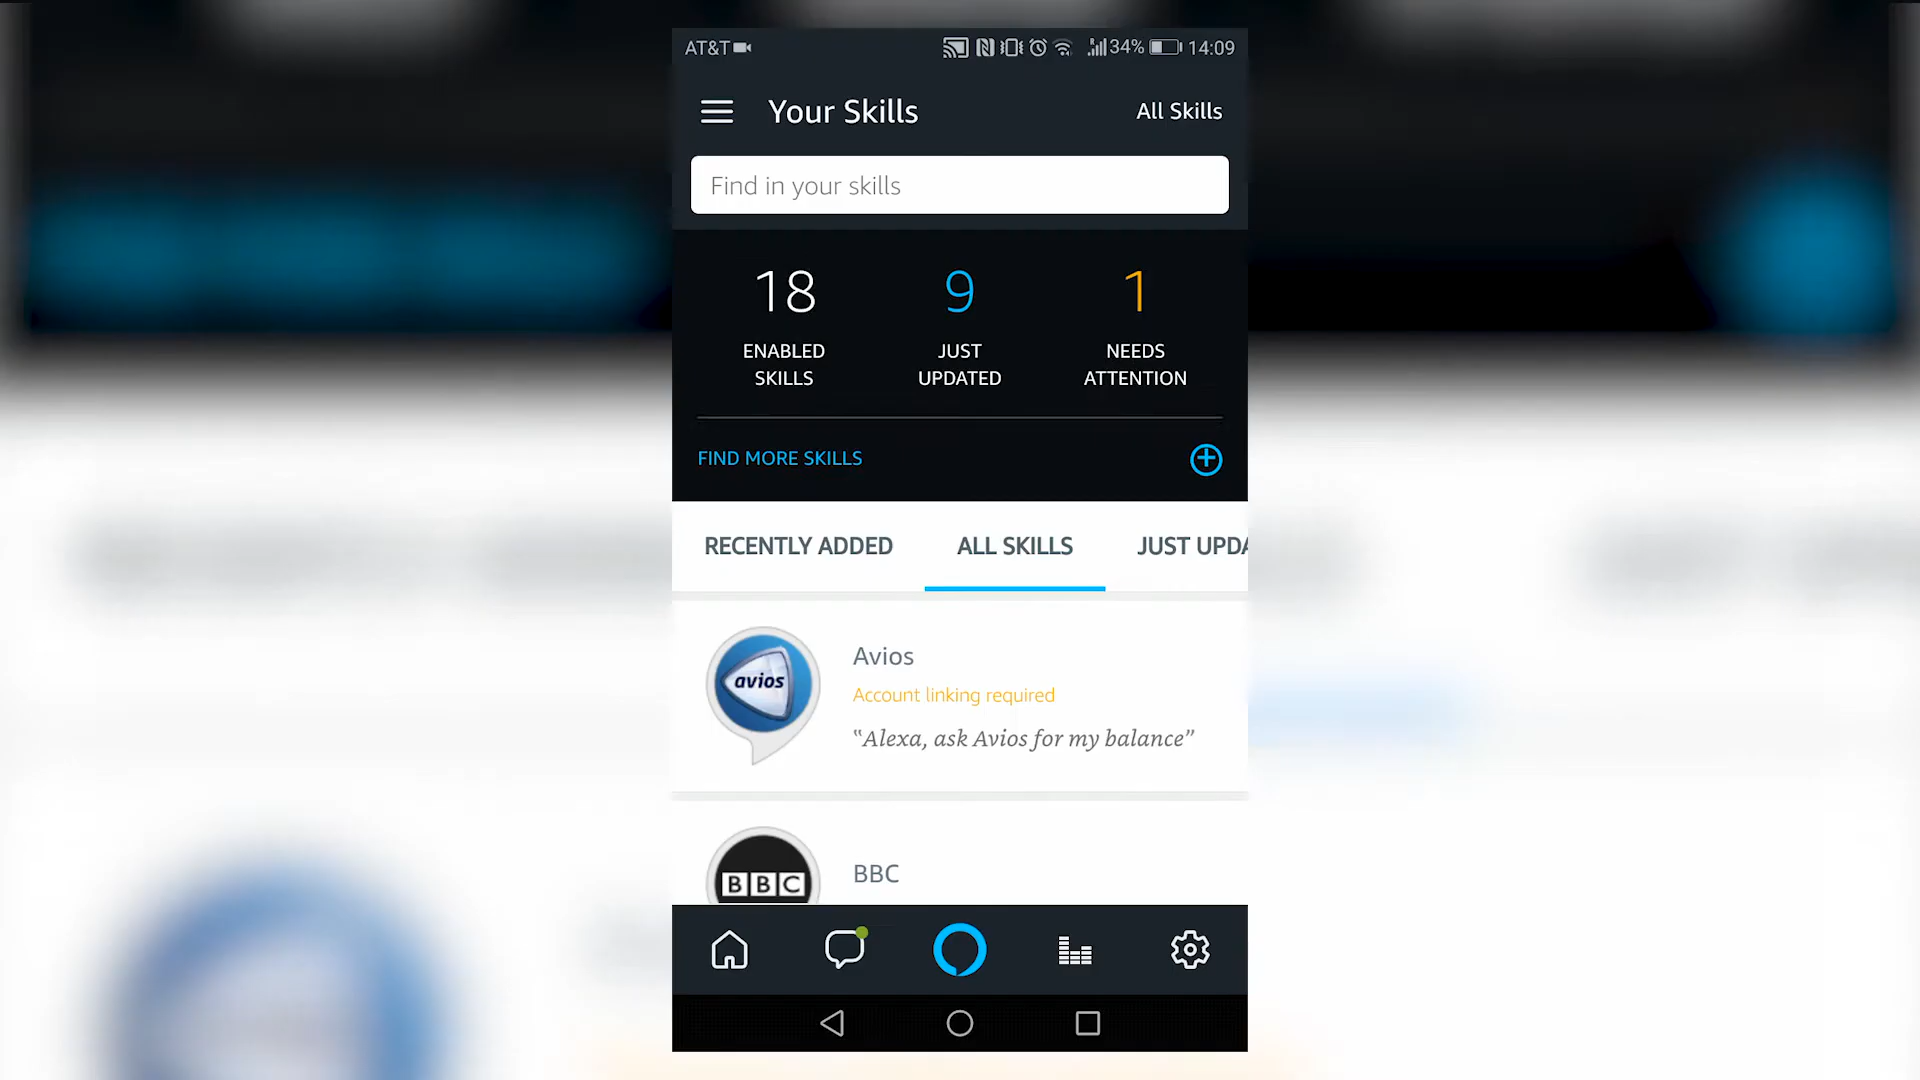 AT&T 34% 14:09
Your Skills All Skills
Find in your skills
18 9 1
ENABLED SKILLS JUST UPDATED NEEDS ATTENTION
FIND MORE SKILLS
RECENTLY ADDED ALL SKILLS JUST UPDA
avios
Avios
Account linking required
“Alexa, ask Avios for my balance”
BBC
BBC